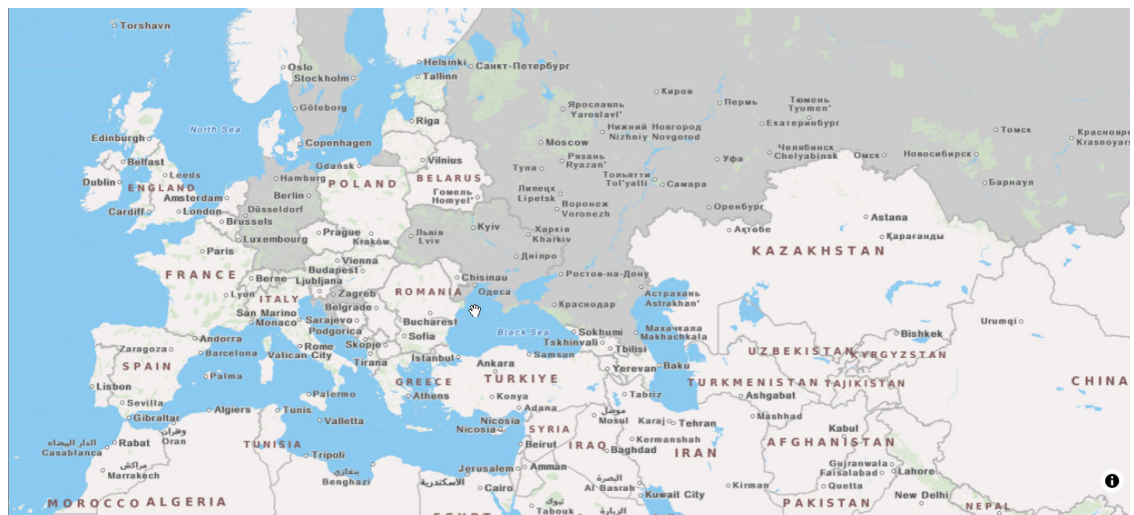 Torshavn
Oslo
Stockholm
Helsinki
Санкт-Петербург
Tallinn
Göteborg
North Sea
Riga
Copenhagen
Edinburgh
Belfast
Vilnius
Gdańsk
Leeds
Dublin
ENGLAND
Hamburg
POLAND
BELARUS
Amsterdam
Berlin
Гомель
Homyel'
Cardiff
London
Düsseldorf
Brussels
Luxembourg
Prague
Kraków
Львів
Lviv
Kyiv
Харків
Kharkiv
Дніпро
Paris
Vienna
FRANCE
Berne
Budapest
Ljubljana
Chisinau
Одеса
Lyon
ITALY
Zagreb
ROMANIA
San Marino
Monaco
Belgrade
Sarajevo
Bucharest
Podgorica
Sofia
Andorra
Rome
Skopje
Barcelona
Vatican City
Tirana
Istanbul
Zaragoza
SPAIN
Palma
Lisbon
Sevilla
Gibraltar
Palermo
GREECE
Athens
Valletta
Algiers
Tunis
Nicosia
Nicosia
Black Sea
Ankara
Samsun
TÜRKIYE
Konya
Adana
Киров
Ярославль
Yaroslavl'
Нижний Новгород
Nizhniy Novgorod
Moscow
Рязань
Ryazan'
Тула
Пермь
Тюмень
Tyumen'
Екатеринбург
Челябинск
Chelyabinsk
Уфа
Омск
Новосибирск
Томск
Красноярс
Krasnoyars
Барнаул
Тольятти
Tol'yatti
Самара
Липецк
Lipetsk
Воронеж
Voronezh
Оренбург
Ақтөбе
Astana
Қарағанды
KAZAKHSTAN
Ростов-на-Дону
Краснодар
Астрахань
Astrakhan'
Sokhumi
Махачкала
Makhachkala
Tskhinvali
Tbilisi
Yerevan
Baku
Bishkek
Urumqi
UZBEKISTAN
KYRGYZSTAN
TURKMENISTAN
TAJIKISTAN
CHINA
Ashgabat
Tabriz
Mashhad
موصل
Mosul
Karaj
Tehran
Kermanshah
Kabul
AFGHANISTAN
SYRIA
IRAQ
Baghdad
IRAN
Beirut
Gujranwala
Faisalabad
Lahore
Jerusalem
Amman
البصرة
Al Basrah
Kirman
Quetta
New Delhi
Kuwait City
PAKISTAN
NEPAL
الدار البيضاء
Casablanca
Rabat
وهران
Oran
TUNISIA
Tripoli
مراكش
Marrakech
بنغازي
Benghazi
الاسكندرية
Cairo
تبوك
Tabouk
الزيارة
MOROCCO
ALGERIA
EGYPT